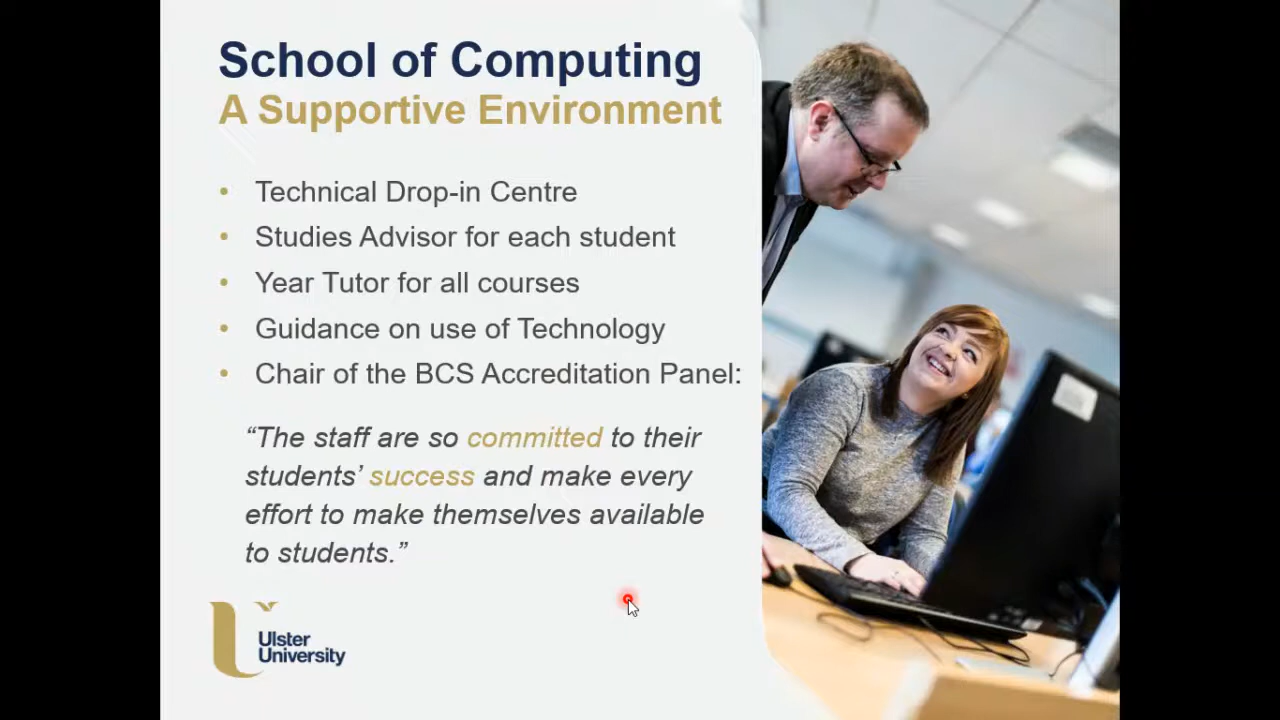 School of Computing
A Supportive Environment
• Technical Drop-in Centre
• Studies Advisor for each student
• Year Tutor for all courses
• Guidance on use of Technology
• Chair of the BCS Accreditation Panel:
“The staff are so committed to their
students’ success and make every
effort to make themselves available
to students.”
Ulster
University